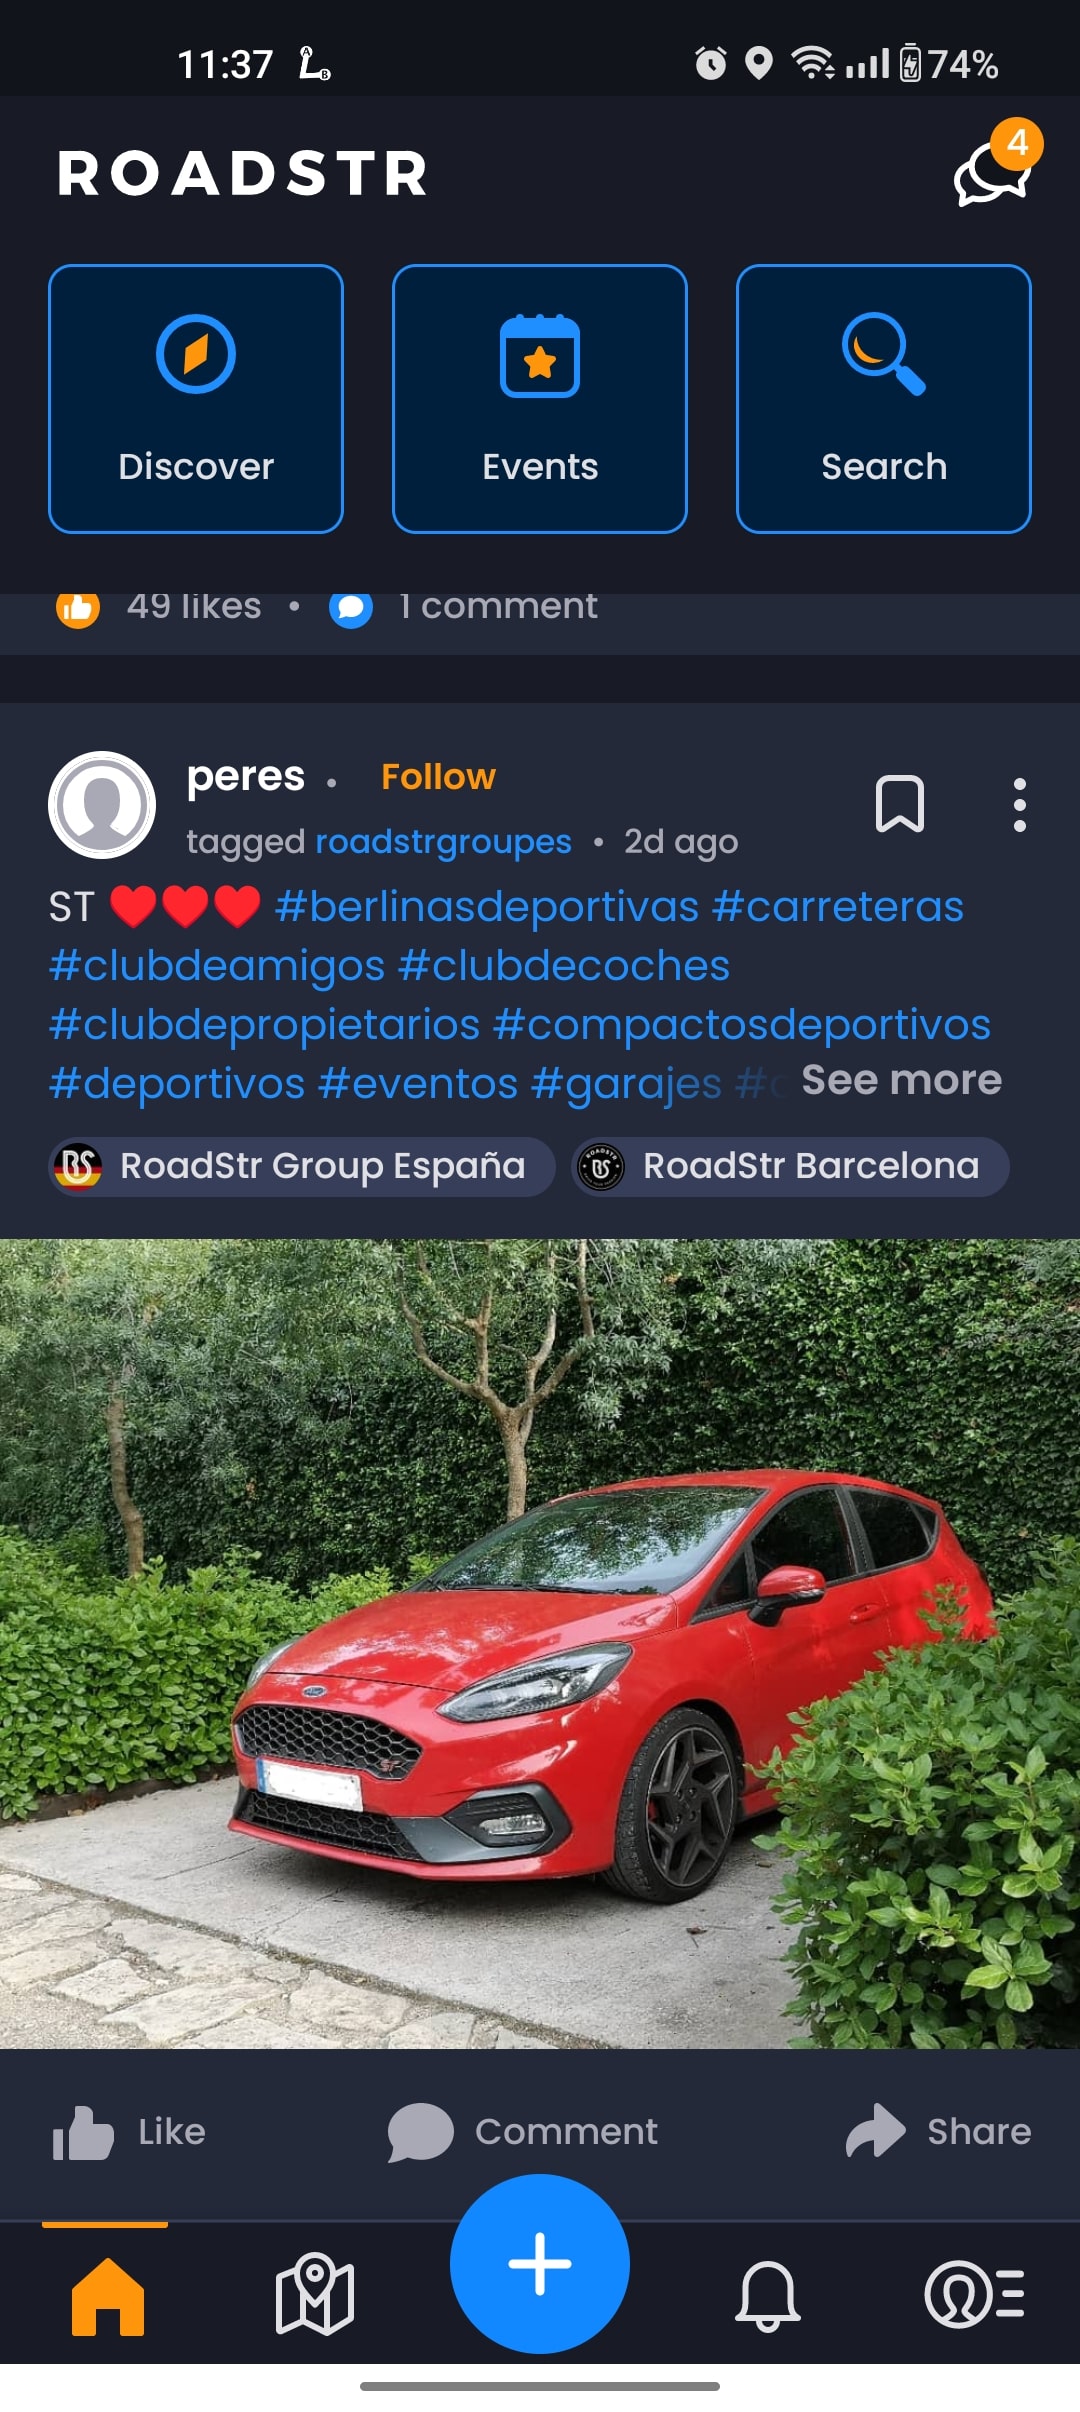 11:37
74%
ROADSTR
4
Discover
Events
Search
49 likes • 1 comment
peres . Follow
tagged roadstrgroupes • 2d ago
ST ❤️❤️❤️ #berlinasdeportivas #carreteras
#clubdeamigos #clubdecoches
#clubdepropietarios #compactosdeportivos
#deportivos #eventos #garajes #c See more
RoadStr Group España
RoadStr Barcelona
ST
Like
Comment
Share